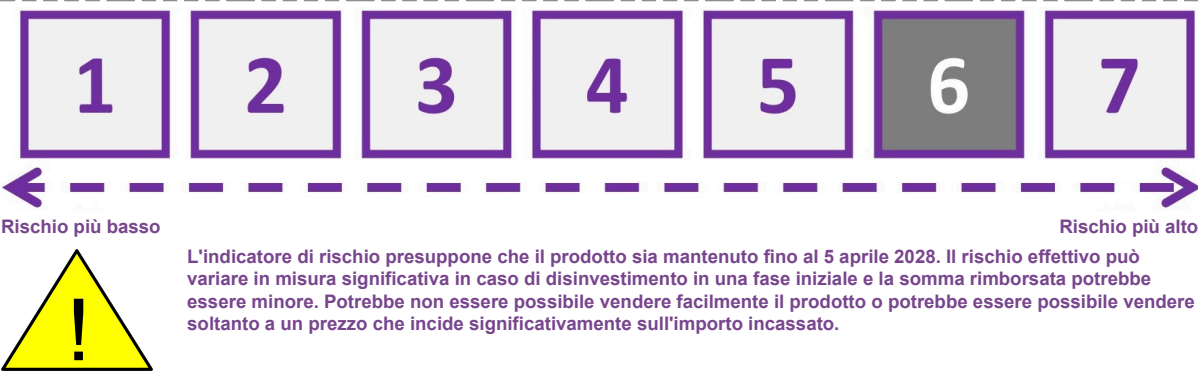 1 2 3 4 5 6 7
Rischio più basso Rischio più alto
L'indicatore di rischio presuppone che il prodotto sia mantenuto fino al 5 aprile 2028. Il rischio effettivo può
variare in misura significativa in caso di disinvestimento in una fase iniziale e la somma rimborsata potrebbe
essere minore. Potrebbe non essere possibile vendere facilmente il prodotto o potrebbe essere possibile vendere
soltanto a un prezzo che incide significativamente sull'importo incassato.
!